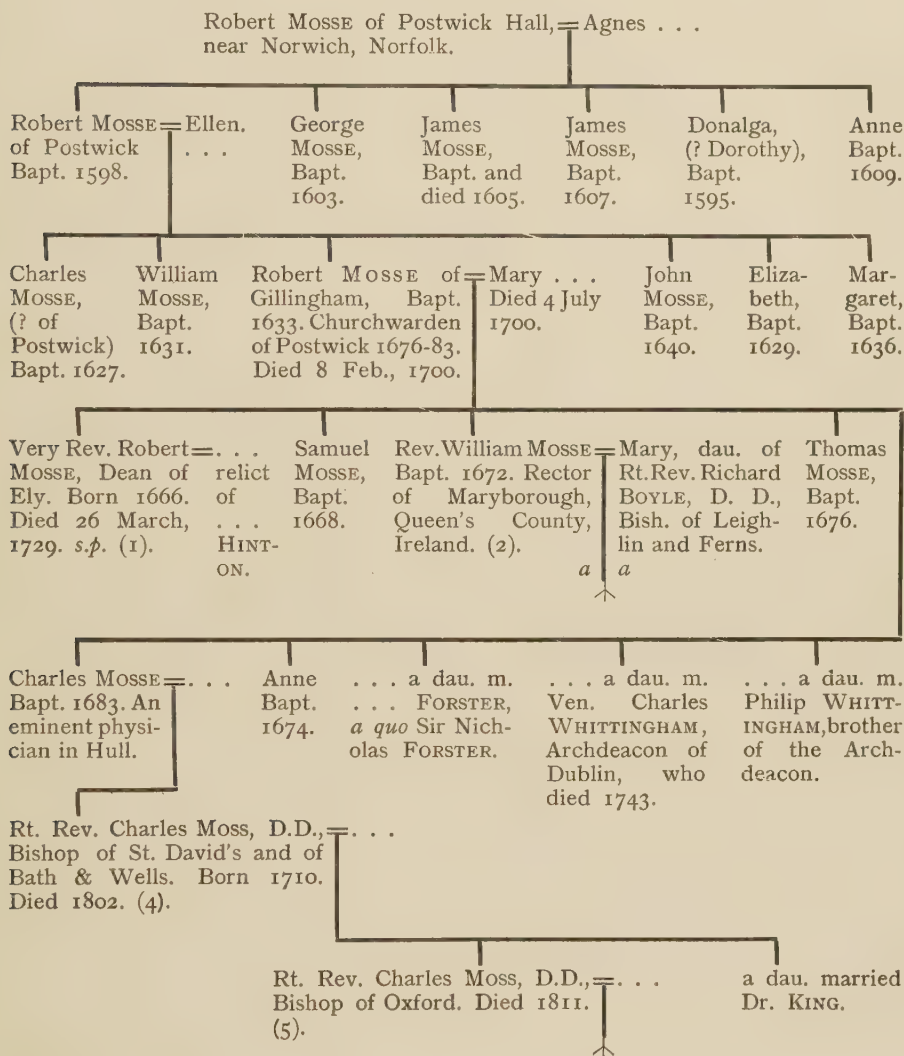 Robert MOSSE of Postwick Hall, = Agnes . . .
near Norwich, Norfolk.
Robert MOSSE = Ellen.
of Postwick . . .
Bapt. 1598.
George
MOSSE,
Bapt.
1603.
James
MOSSE,
Bapt. and
died 1605.
James
MOSSE,
Bapt.
1607.
Donalga,
(? Dorothy),
Bapt.
1595.
Anne
Bapt.
1609.
Charles
MOSSE,
(? of
Postwick)
Bapt. 1627.
William
MOSSE,
Bapt.
1631.
Robert MOSSE of =
Gillingham, Bapt.
1633. Churchwarden
of Postwick 1676-83.
Died 8 Feb., 1700.
Mary . . .
Died 4 July
1700.
John
MOSSE,
Bapt.
1640.
Eliza-
beth,
Bapt.
1629.
Mar-
garet,
Bapt.
1636.
Very Rev. Robert =
MOSSE, Dean of
Ely. Born 1666.
Died 26 March,
1729. s.p. (1).
. . .
relict
of
. . .
HINT-
ON.
Samuel
MOSSE,
Bapt.
1668.
Rev. William MOSSE =
Bapt. 1672. Rector
of Maryborough,
Queen's County,
Ireland. (2).
a
Mary, dau. of
Rt. Rev. Richard
BOYLE, D. D.,
Bish. of Leigh-
lin and Ferns.
a
Thomas
MOSSE,
Bapt.
1676.
Charles MOSSE = . . .
Bapt. 1683. An
eminent physi-
cian in Hull.
Anne
Bapt.
1674.
. . . a dau. m.
. . . FORSTER,
a quo Sir Nich-
olas FORSTER.
. . . a dau. m.
Ven. Charles
WHITTINGHAM,
Archdeacon of
Dublin, who
died 1743.
. . . a dau. m.
Philip WHITT-
INGHAM, brother
of the Arch-
deacon.
Rt. Rev. Charles Moss, D.D., = . . .
Bishop of St. David's and of
Bath & Wells. Born 1710.
Died 1802. (4).
Rt. Rev. Charles Moss, D.D., = . . .
Bishop of Oxford. Died 1811.
(5).
a dau. married
Dr. KING.